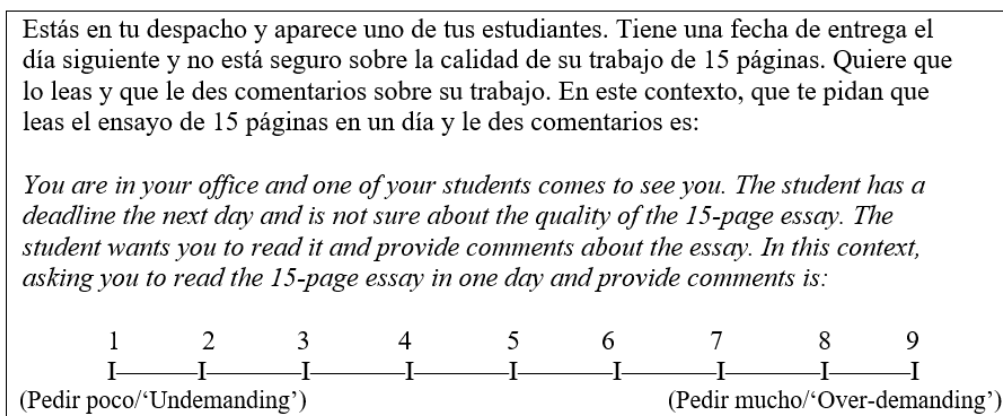 Estás en tu despacho y aparece uno de tus estudiantes. Tiene una fecha de entrega el
día siguiente y no está seguro sobre la calidad de su trabajo de 15 páginas. Quiere que
lo leas y que le des comentarios sobre su trabajo. En este contexto, que te pidan que
leas el ensayo de 15 páginas en un día y le des comentarios es:
You are in your office and one of your students comes to see you. The student has a
deadline the next day and is not sure about the quality of the 15-page essay. The
student wants you to read it and provide comments about the essay. In this context,
asking you to read the 15-page essay in one day and provide comments is:
1 2 3 4 5 6 7 8 9
I——I——I——I——I——I——I——I——I
(Pedir poco/‘Undemanding’) (Pedir mucho/‘Over-demanding’)